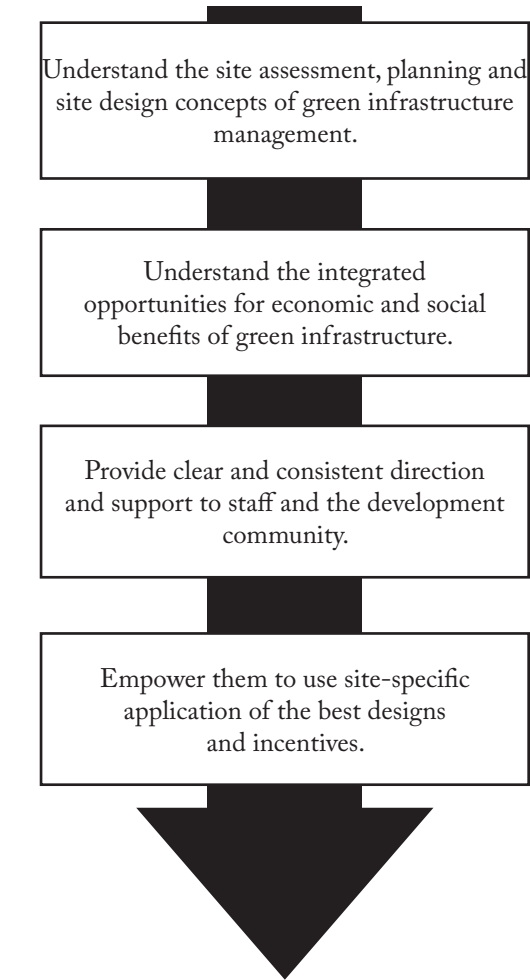 Understand the site assessment, planning and
site design concepts of green infrastructure
management.
Understand the integrated
opportunities for economic and social
benefits of green infrastructure.
Provide clear and consistent direction
and support to staff and the development
community.
Empower them to use site-specific
application of the best designs
and incentives.